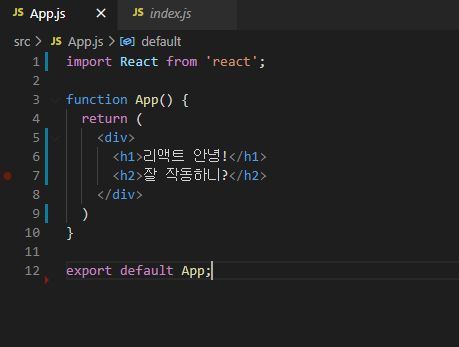 JS App.js × JS index.js
src > JS App.js > default
1 import React from 'react';
2
3 function App() {
4 return (
5 <div>
6 <h1>리액트 안녕!</h1>
7 <h2>잘 작동하니?</h2>
8 </div>
9 )
10 }
11
12 export default App;